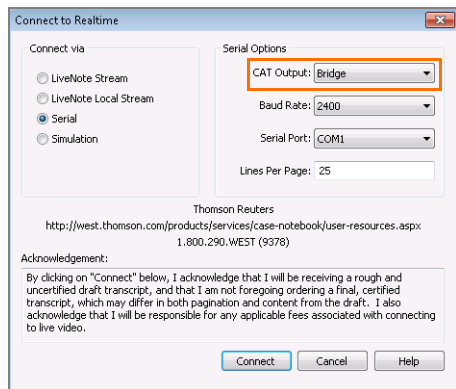 Connect to Realtime
Connect via
LiveNote Stream
LiveNote Local Stream
Serial
Simulation
Serial Options
CAT Output: Bridge
Baud Rate: 2400
Serial Port: COM1
Lines Per Page: 25
Thomson Reuters
http://west.thomson.com/products/services/case-notebook/user-resources.aspx
1.800.290.WEST (9378)
Acknowledgement:
By clicking on "Connect" below, I acknowledge that I will be receiving a rough and
uncertified draft transcript, and that I am not foregoing ordering a final, certified
transcript, which may differ in both pagination and content from the draft. I also
acknowledge that I will be responsible for any applicable fees associated with connecting
to live video.
Connect Cancel Help